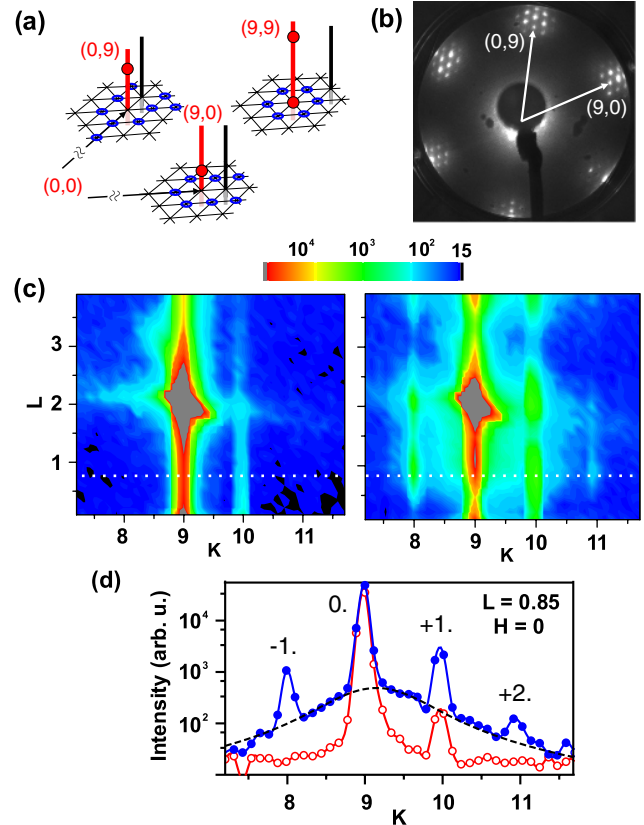 (a)
(0,9)
(9,9)
(9,0)
(0,0)
(b)
(0,9)
(9,0)
10⁴ 10³ 10² 15
(c)
3
2
1
L
8 9 10 11
K
8 9 10 11
K
(d)
Intensity (arb. u.)
10⁴
10³
10²
-1.
0.
+1.
+2.
L = 0.85
H = 0
8 9 10 11
K